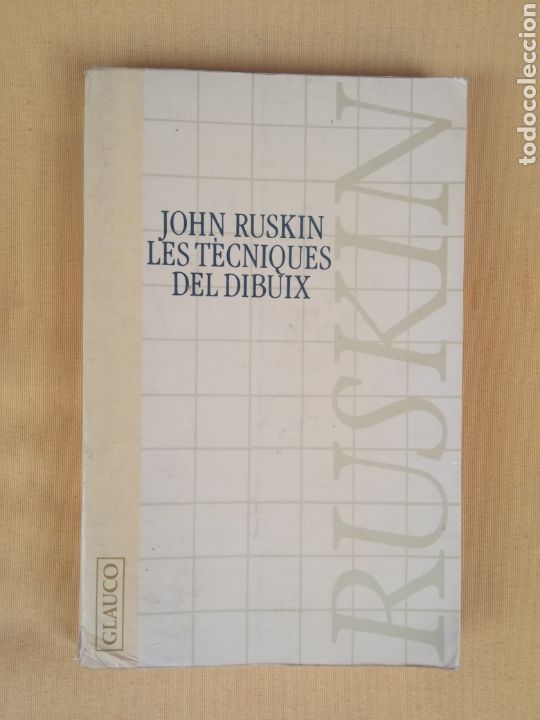 JOHN RUSKIN
LES TÈCNIQUES
DEL DIBUIX
RUSKIN
GLAUCO
todocoleccion